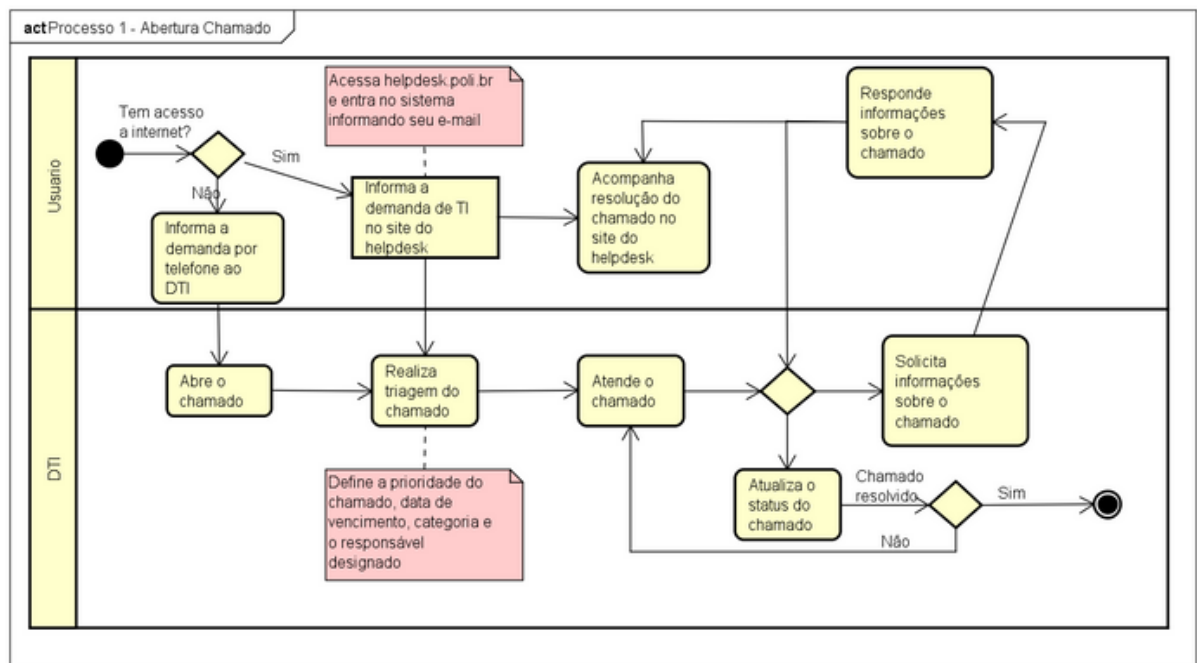 act Processo 1 - Abertura Chamado
Usuario
Tem acesso
a internet?
Sim
Não
Acessa helpdesk.poli.br
e entra no sistema
informando seu e-mail
Informa a
demanda por
telefone ao
DTI
Informa a
demanda de TI
no site do
helpdesk
Acompanha
resolução do
chamado no
site do
helpdesk
Responde
informações
sobre o
chamado
DTI
Abre o
chamado
Realiza
triagem do
chamado
Atende o
chamado
Solicita
informações
sobre o
chamado
Define a prioridade do
chamado, data de
vencimento, categoria e
o responsável
designado
Atualiza o
status do
chamado
Chamado
resolvido
Sim
Não